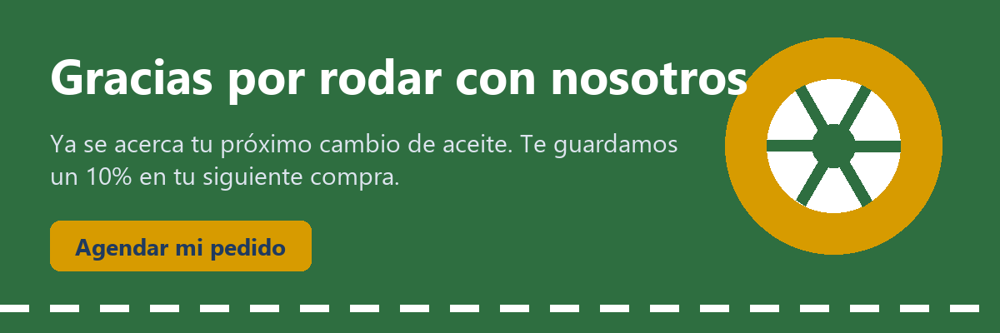 Gracias por rodar con nosotros
Ya se acerca tu próximo cambio de aceite. Te guardamos
un 10% en tu siguiente compra.
Agendar mi pedido